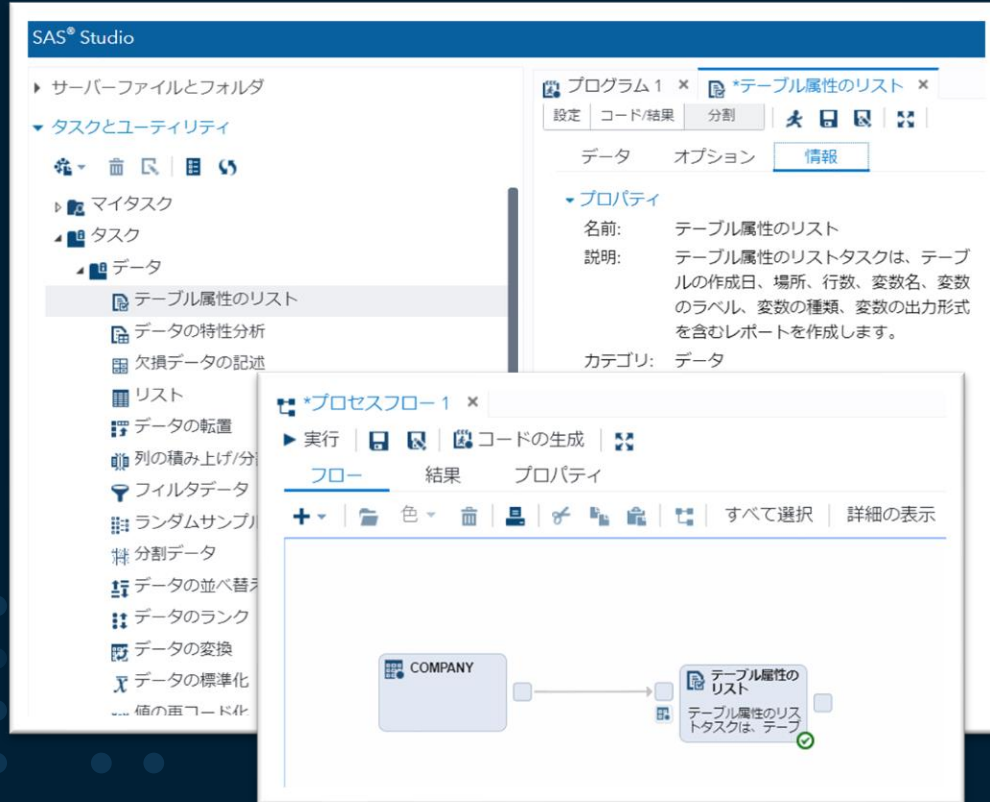 SAS® Studio
サーバーファイルとフォルダ
タスクとユーティリティ
マイタスク
タスク
データ
テーブル属性のリスト
データの特性分析
欠損データの記述
リスト
データの転置
列の積み上げ/分
フィルタデータ
ランダムサンプル
分割データ
データの並べ替え
データのランク
データの変換
データの標準化
値の再コード化
プログラム 1
*テーブル属性のリスト
設定 コード/結果 分割
データ オプション 情報
プロパティ
名前: テーブル属性のリスト
説明: テーブル属性のリストタスクは、テーブ
ルの作成日、場所、行数、変数名、変数
のラベル、変数の種類、変数の出力形式
を含むレポートを作成します。
カテゴリ: データ
*プロセスフロー 1
実行 コードの生成
フロー 結果 プロパティ
色 すべて選択 詳細の表示
COMPANY
テーブル属性の
リスト
テーブル属性のリス
トタスクは、テーブ